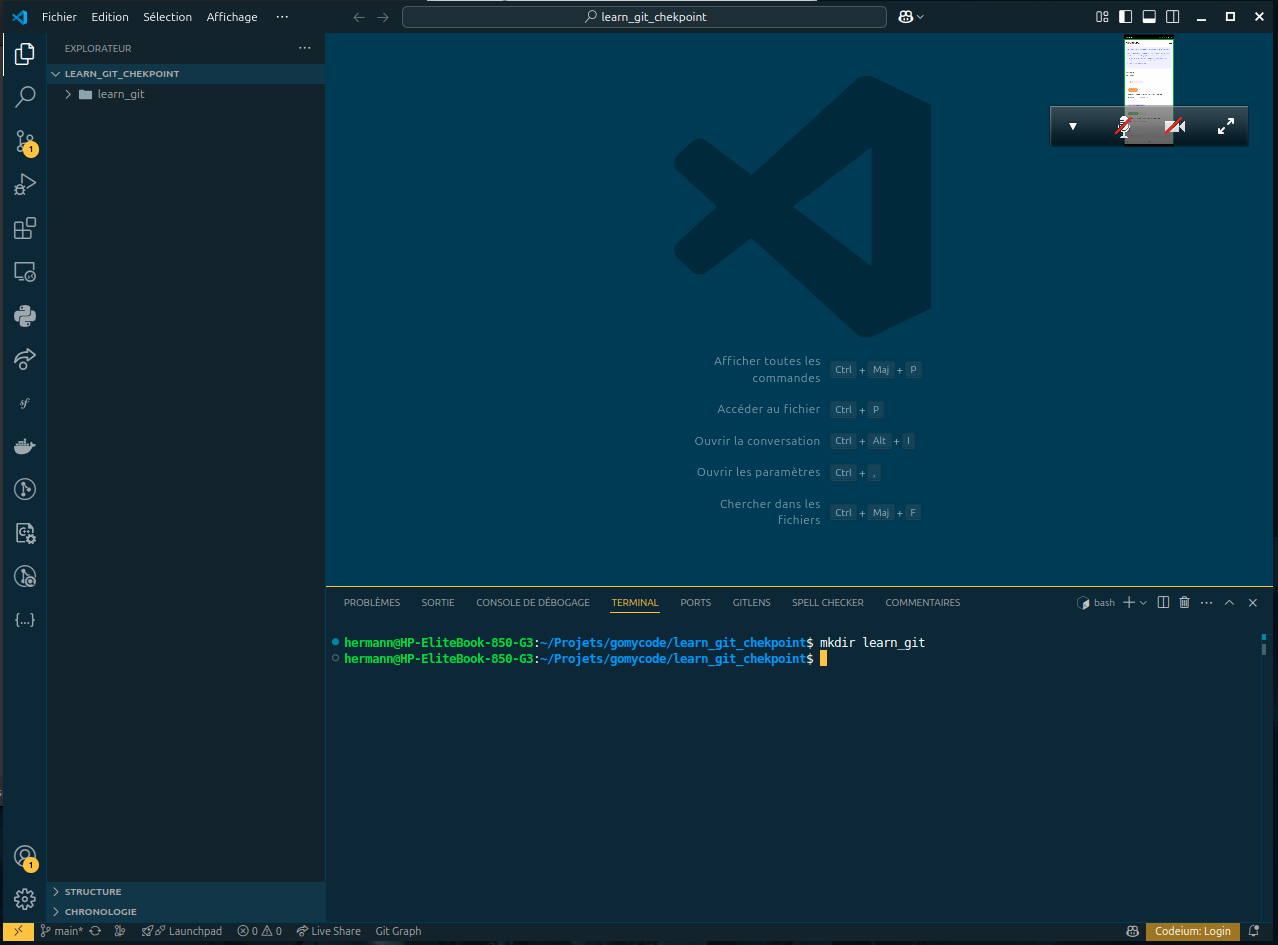 Fichier Edition Sélection Affichage ··· learn_git_chekpoint
EXPLORATEUR ···
LEARN_GIT_CHEKPOINT
learn_git
1
Afficher toutes les commandes Ctrl + Maj + P
Accéder au fichier Ctrl + P
Ouvrir la conversation Ctrl + Alt + I
Ouvrir les paramètres Ctrl + ,
Chercher dans les fichiers Ctrl + Maj + F
PROBLÈMES SORTIE CONSOLE DE DÉBOGAGE TERMINAL PORTS GITLENS SPELL CHECKER COMMENTAIRES bash ···
hermann@HP-EliteBook-850-G3:~/Projets/gomycode/learn_git_chekpoint$ mkdir learn_git
hermann@HP-EliteBook-850-G3:~/Projets/gomycode/learn_git_chekpoint$
1
STRUCTURE
CHRONOLOGIE
main* Launchpad 0 0 Live Share Git Graph Codeium: Login